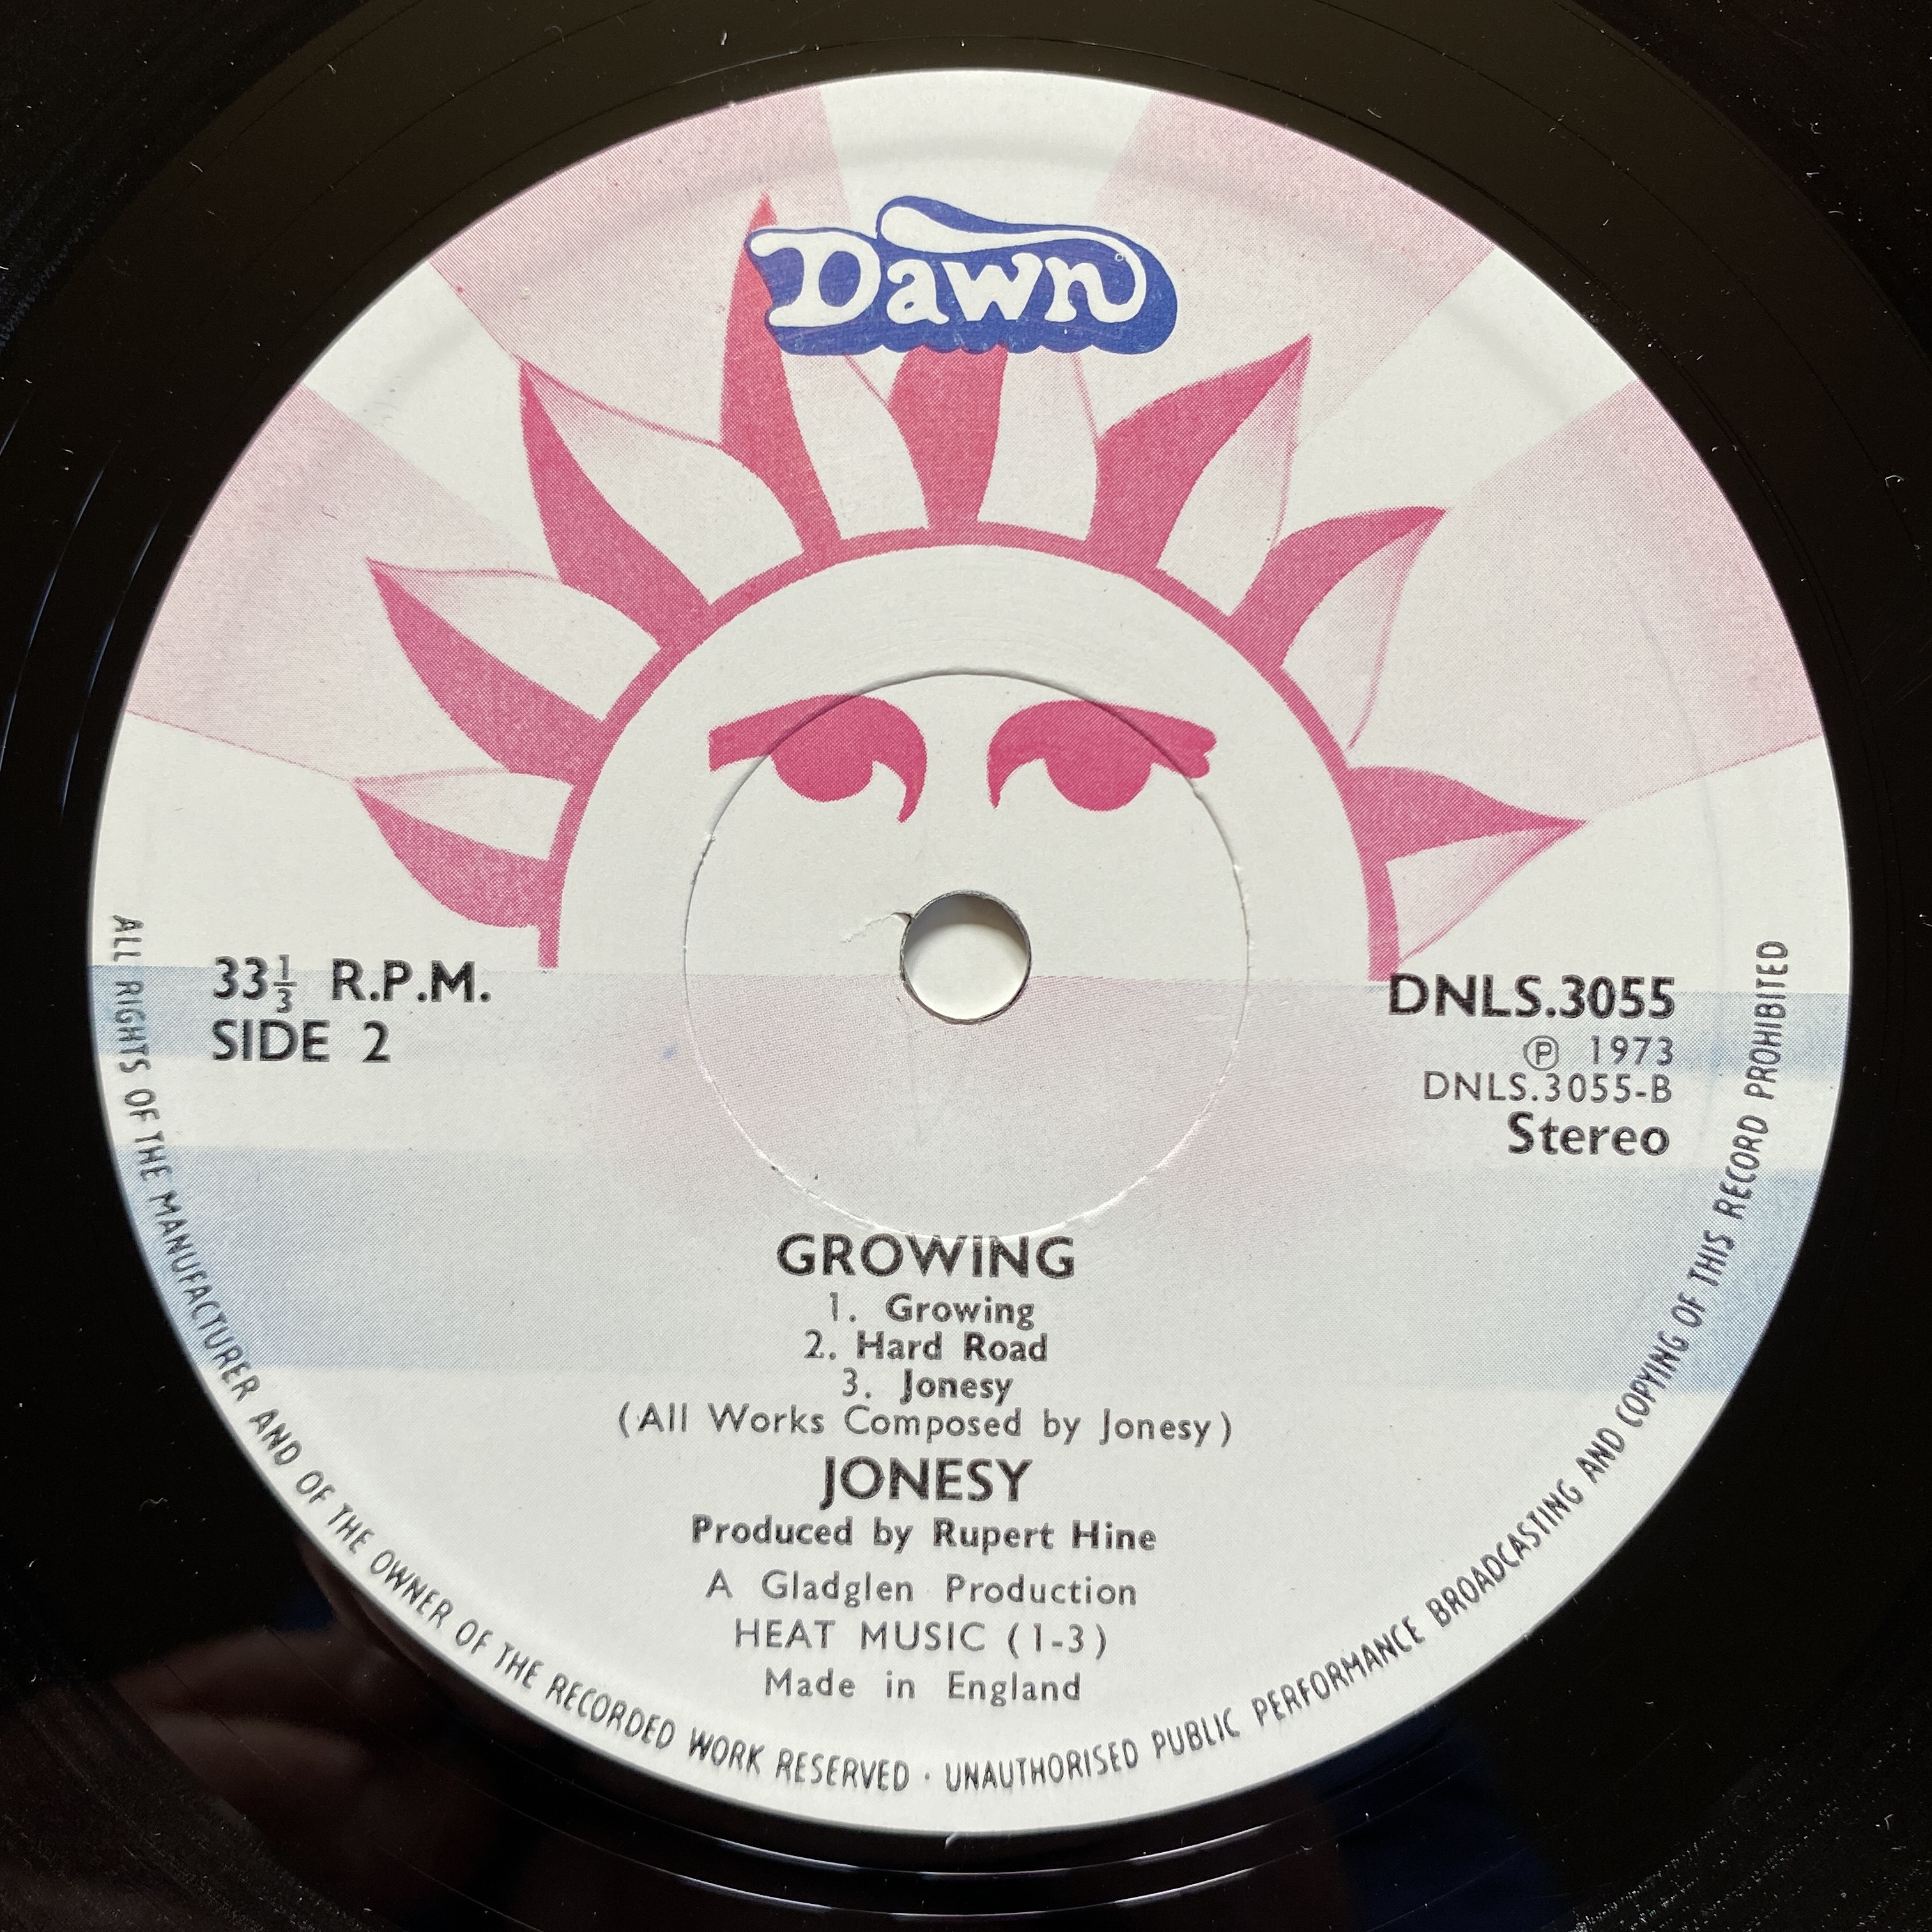 Dawn
33⅓ R.P.M.
SIDE 2
DNLS.3055
Ⓟ 1973
DNLS.3055-B
Stereo
GROWING
1. Growing
2. Hard Road
3. Jonesy
(All Works Composed by Jonesy)
JONESY
Produced by Rupert Hine
A Gladglen Production
HEAT MUSIC (1-3)
Made in England
ALL RIGHTS OF THE MANUFACTURER AND OF THE OWNER OF THE RECORDED WORK RESERVED · UNAUTHORISED PUBLIC PERFORMANCE BROADCASTING AND COPYING OF THIS RECORD PROHIBITED